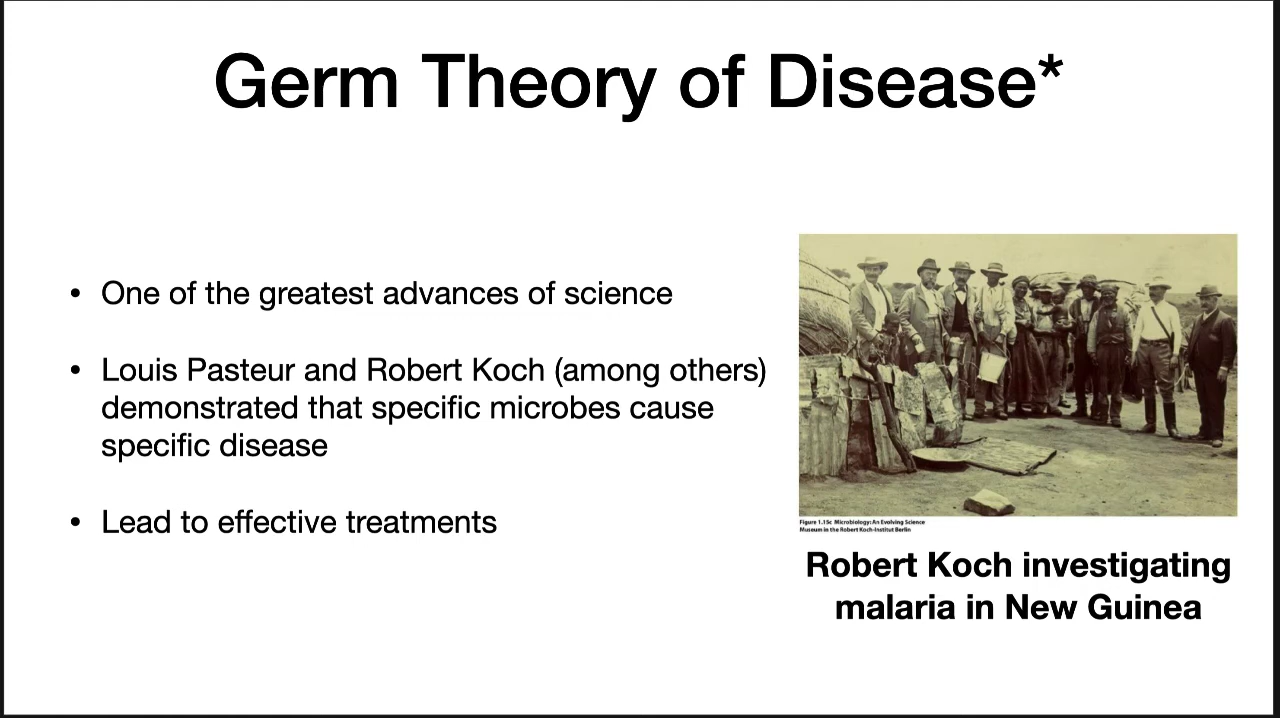 Germ Theory of Disease*
• One of the greatest advances of science
• Louis Pasteur and Robert Koch (among others)
demonstrated that specific microbes cause
specific disease
• Lead to effective treatments
Figure 1.15c Microbiology: An Evolving Science
Museum in the Robert Koch-Institut Berlin
Robert Koch investigating
malaria in New Guinea